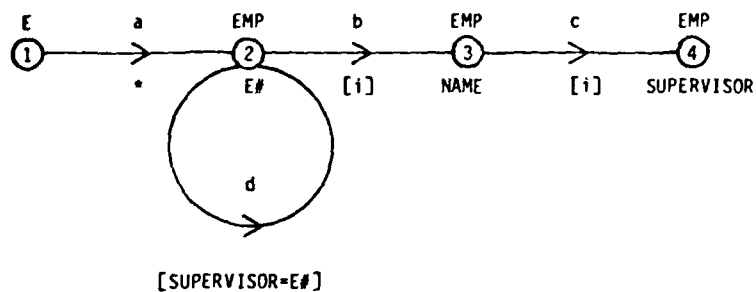 E a EMP b EMP c EMP
1 2 3 4
* E# [i] NAME [i] SUPERVISOR
d
[SUPERVISOR=E#]